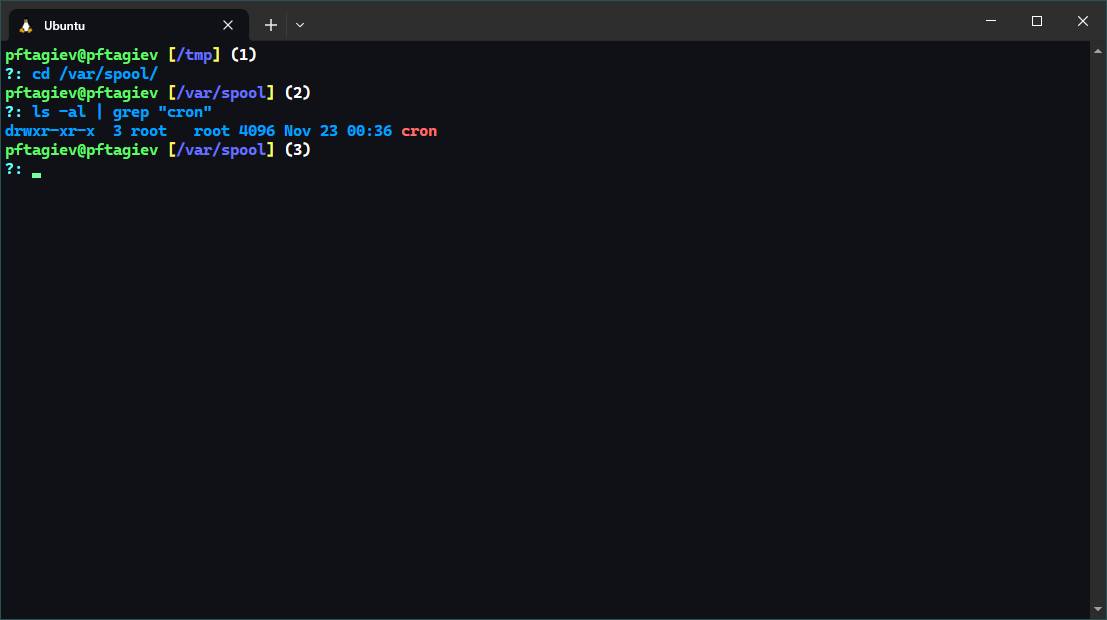 Ubuntu
pftagiev@pftagiev [/tmp] (1)
?: cd /var/spool/
pftagiev@pftagiev [/var/spool] (2)
?: ls -al | grep "cron"
drwxr-xr-x  3 root   root 4096 Nov 23 00:36 cron
pftagiev@pftagiev [/var/spool] (3)
?: